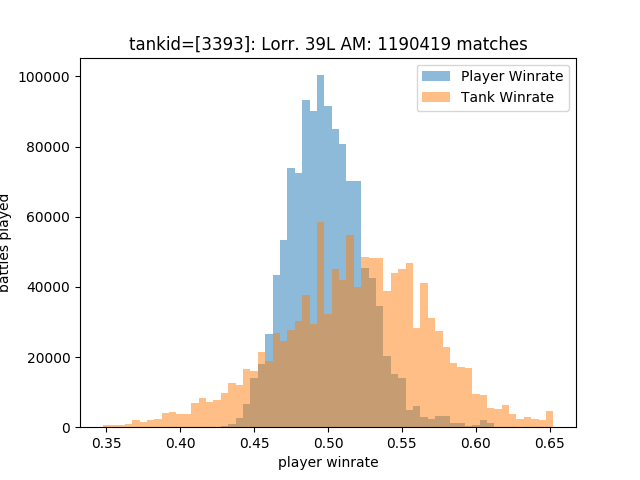 tankid=[3393]: Lorr. 39L AM: 1190419 matches
Player Winrate
Tank Winrate
100000
80000
60000
40000
20000
0
battles played
0.35 0.40 0.45 0.50 0.55 0.60 0.65
player winrate